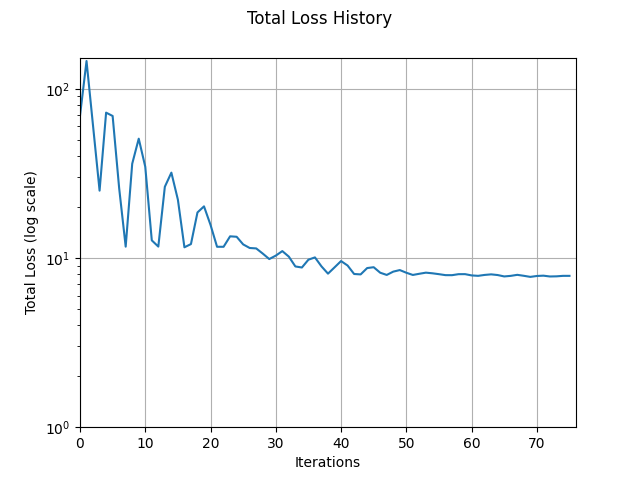 Total Loss History
Total Loss (log scale)
10²
10¹
10⁰
0 10 20 30 40 50 60 70
Iterations